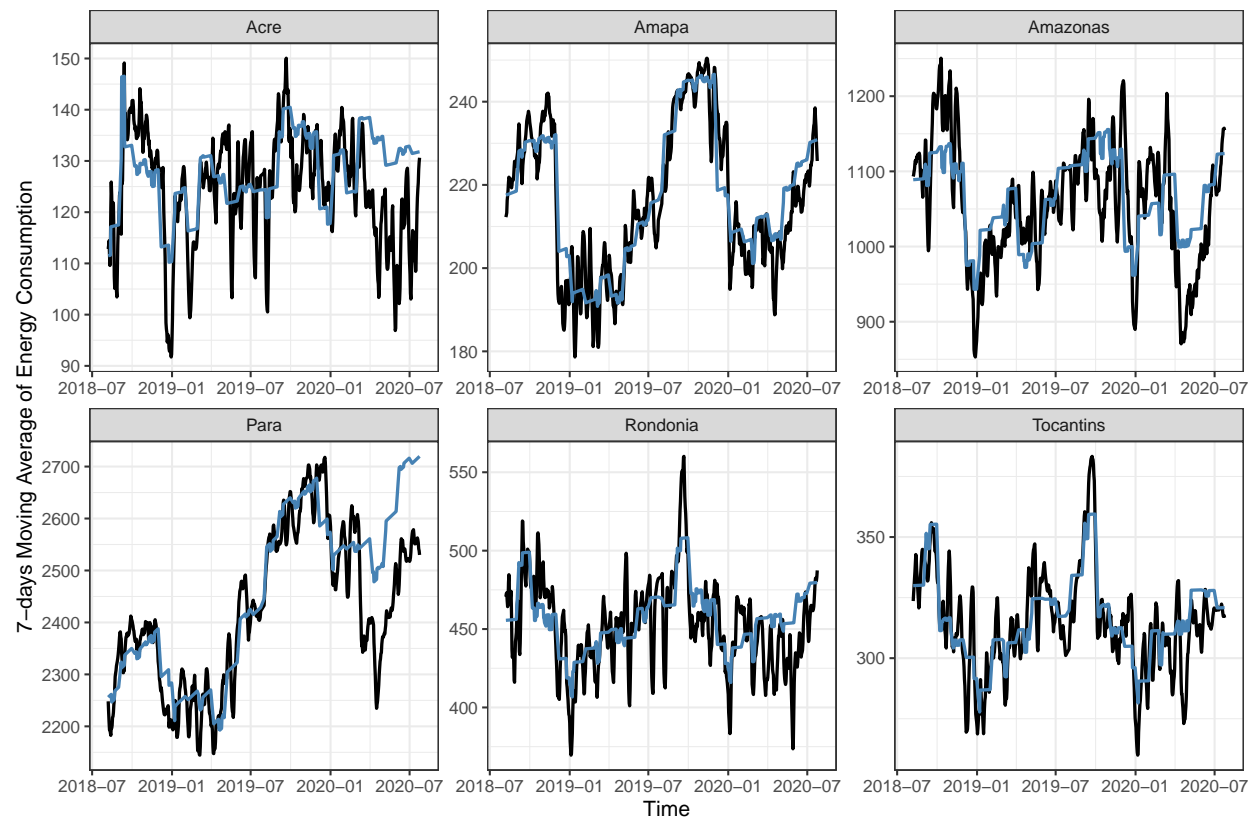 Acre
Amapa
Amazonas
150
140
130
120
110
100
90
240
220
200
180
1200
1100
1000
900
2018−07 2019−01 2019−07 2020−01 2020−07
2018−07 2019−01 2019−07 2020−01 2020−07
2018−07 2019−01 2019−07 2020−01 2020−07
Para
Rondonia
Tocantins
2700
2600
2500
2400
2300
2200
550
500
450
400
350
300
2018−07 2019−01 2019−07 2020−01 2020−07
2018−07 2019−01 2019−07 2020−01 2020−07
2018−07 2019−01 2019−07 2020−01 2020−07
Time
7−days Moving Average of Energy Consumption